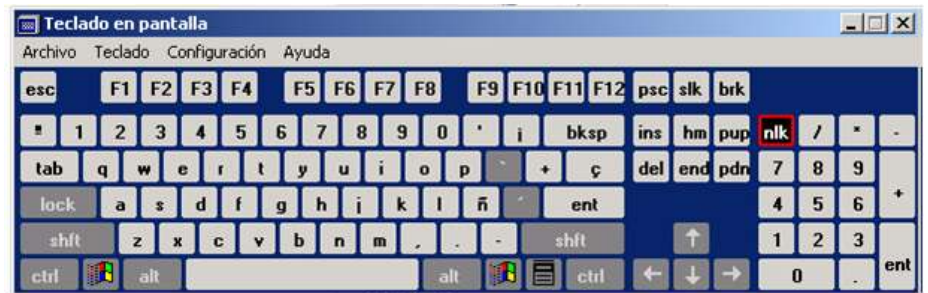 Teclado en pantalla
Archivo Teclado Configuración Ayuda
esc F1 F2 F3 F4 F5 F6 F7 F8 F9 F10 F11 F12 psc slk brk
º 1 2 3 4 5 6 7 8 9 0 ' ¡ bksp ins hm pup nlk / * -
tab q w e r t y u i o p ` + ç del end pdn 7 8 9 +
lock a s d f g h j k l ñ ´ ent 4 5 6
shft z x c v b n m , . - shft ↑ 1 2 3 ent
ctrl alt alt ctrl ← ↓ → 0 .